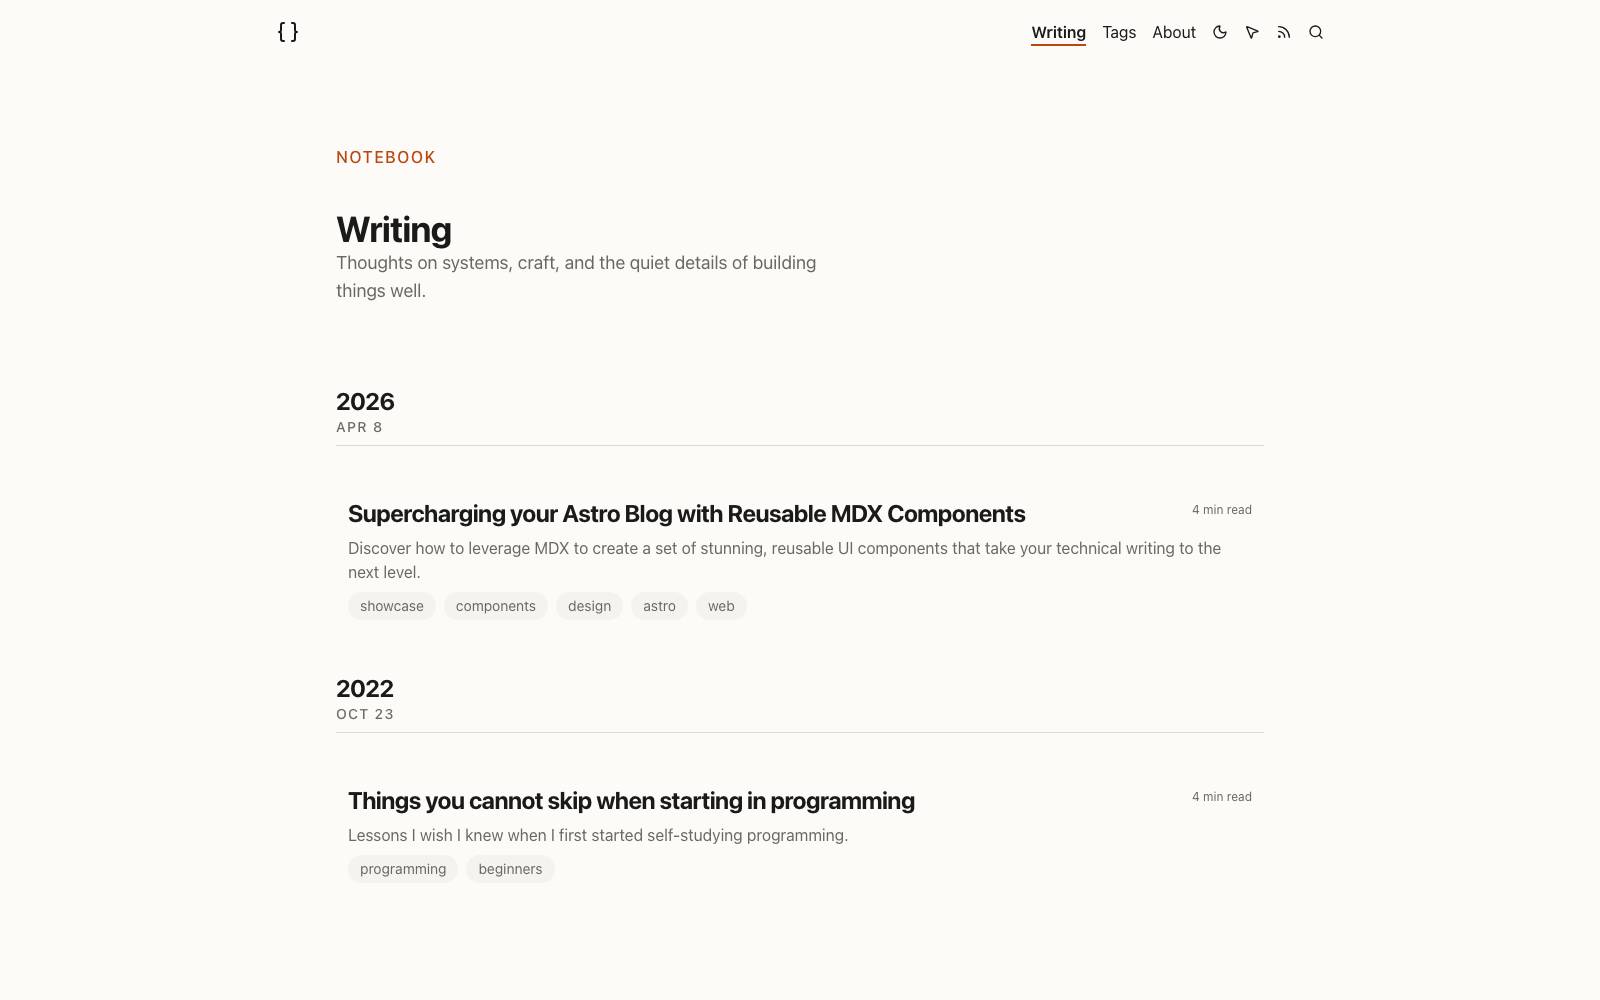 { }
Writing Tags About
NOTEBOOK
Writing
Thoughts on systems, craft, and the quiet details of building
things well.
2026
APR 8
Supercharging your Astro Blog with Reusable MDX Components
4 min read
Discover how to leverage MDX to create a set of stunning, reusable UI components that take your technical writing to the
next level.
showcase components design astro web
2022
OCT 23
Things you cannot skip when starting in programming
4 min read
Lessons I wish I knew when I first started self-studying programming.
programming beginners